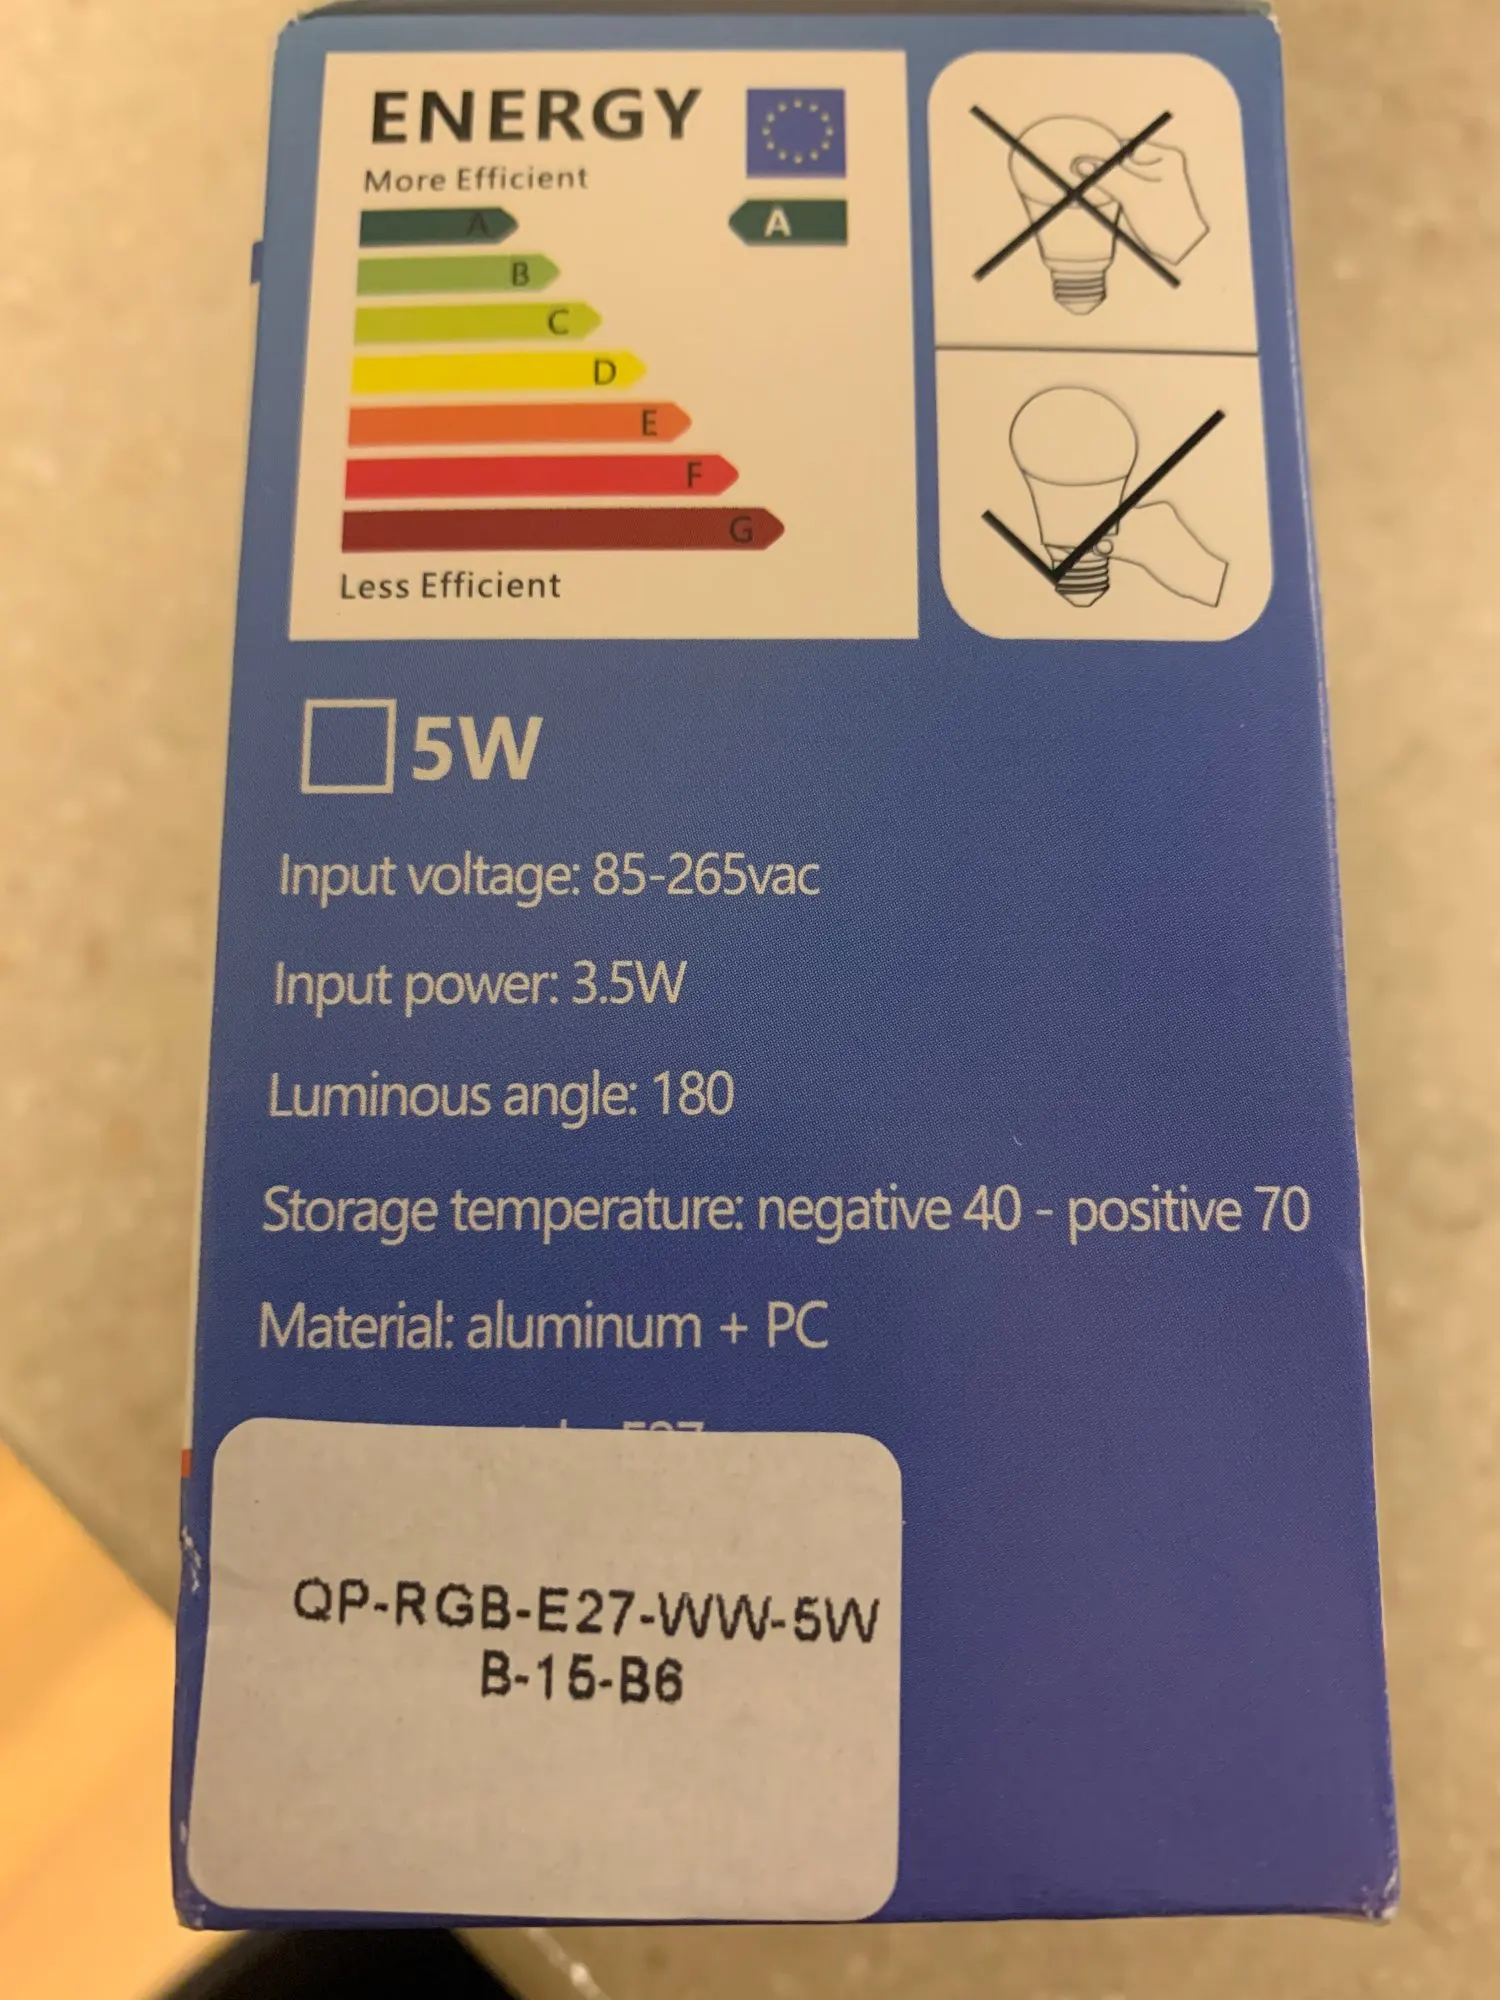 ENERGY
More Efficient
A
A
B
C
D
E
F
G
Less Efficient
5W
Input voltage: 85-265vac
Input power: 3.5W
Luminous angle: 180
Storage temperature: negative 40 - positive 70
Material: aluminum + PC
E27
QP-RGB-E27-WW-5W
B-15-B6